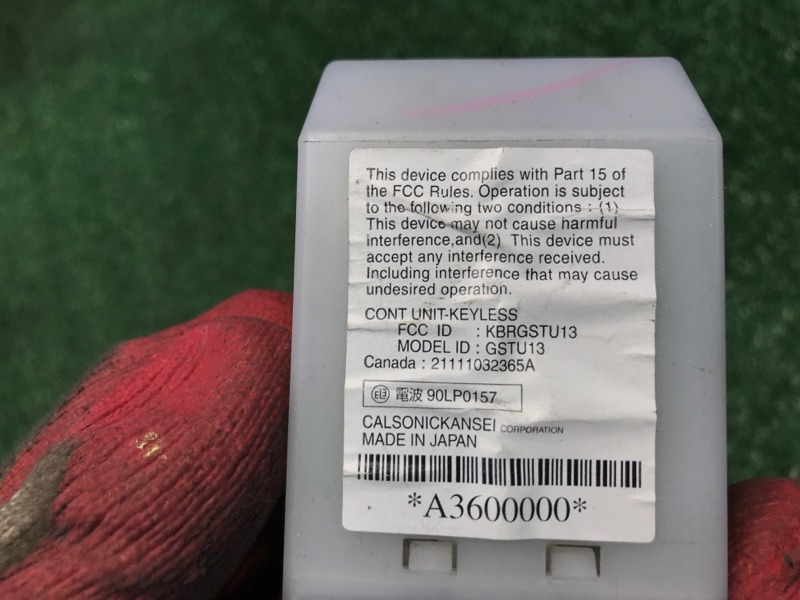 This device complies with Part 15 of
the FCC Rules. Operation is subject
to the following two conditions : (1)
This device may not cause harmful
interference,and(2) This device must
accept any interference received.
Including interference that may cause
undesired operation.
CONT UNIT-KEYLESS
FCC ID : KBRGSTU13
MODEL ID : GSTU13
Canada : 21111032365A
電波 90LP0157
CALSONICKANSEI CORPORATION
MADE IN JAPAN
*A3600000*